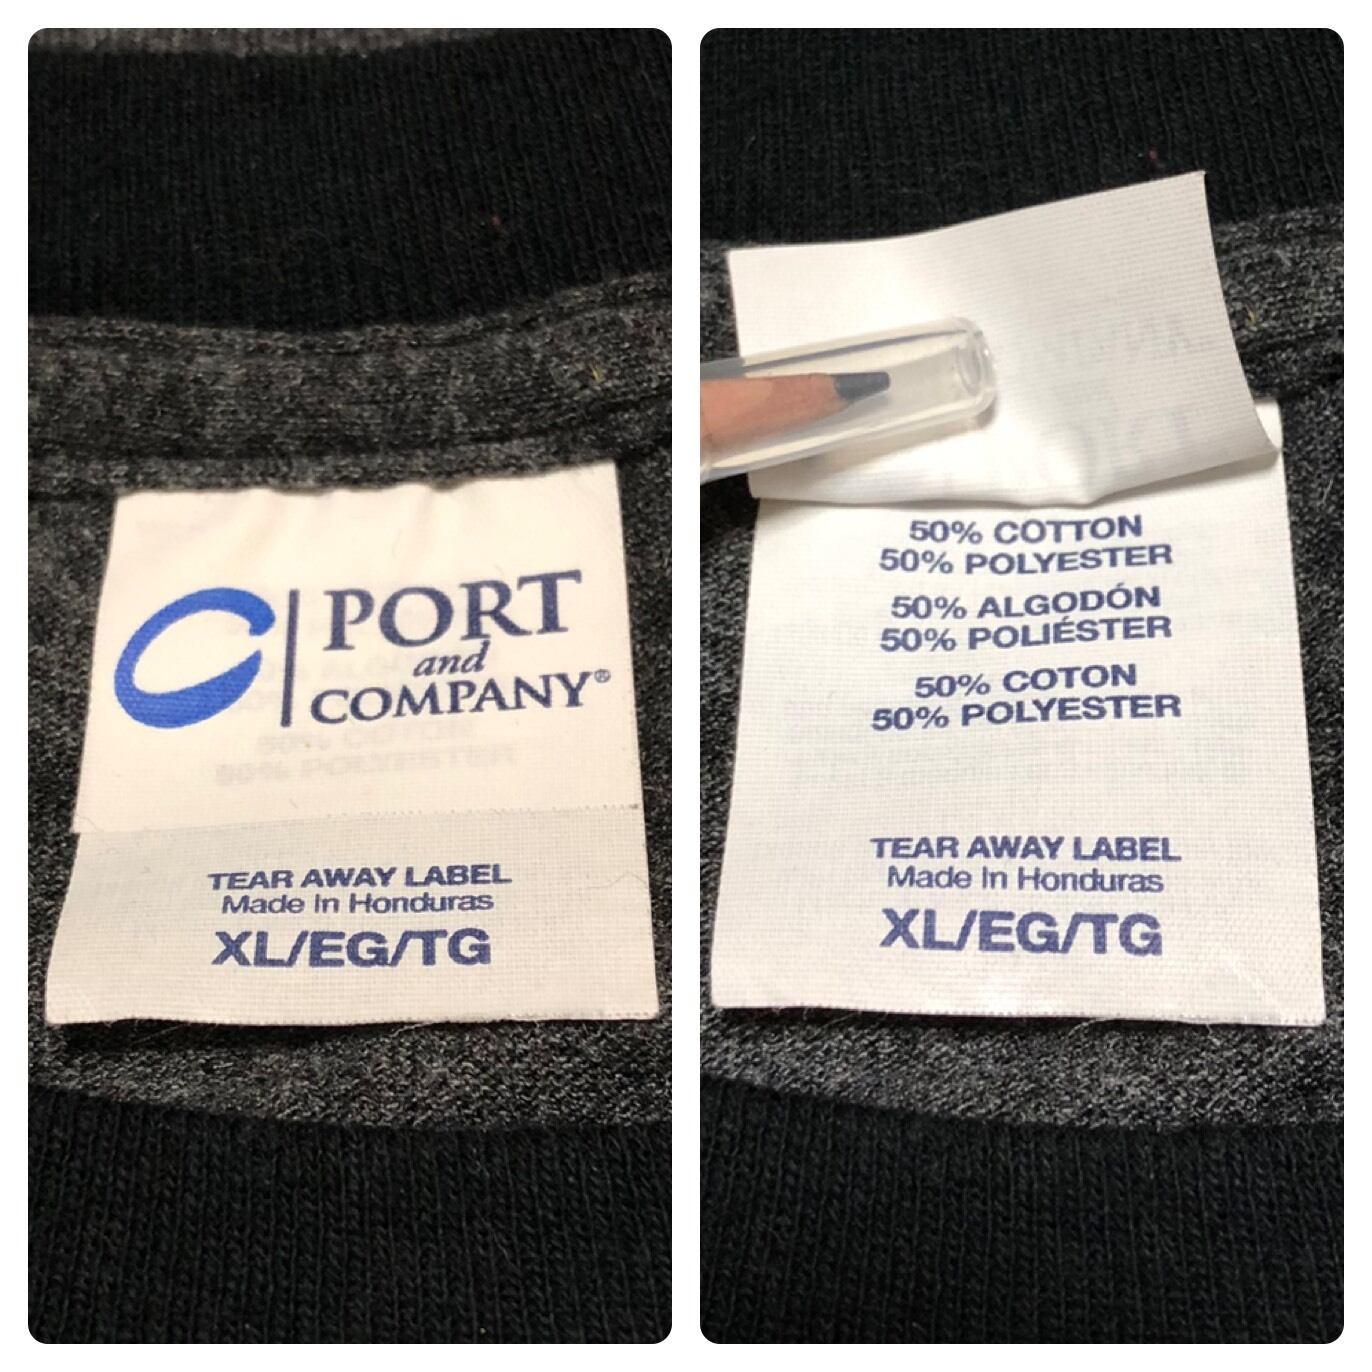 PORT
and
COMPANY®
TEAR AWAY LABEL
Made In Honduras
XL/EG/TG
50% COTTON
50% POLYESTER
50% ALGODÓN
50% POLIÉSTER
50% COTON
50% POLYESTER
TEAR AWAY LABEL
Made In Honduras
XL/EG/TG